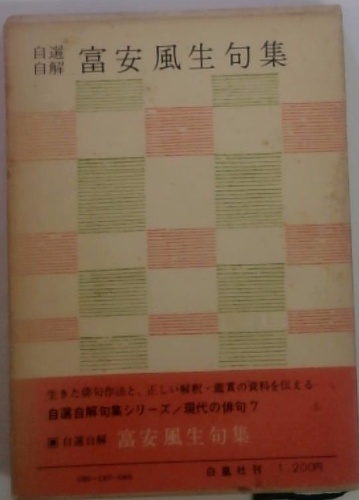 自選
自解
富安風生句集
生きた俳句作法と、正しい解釈・鑑賞の資料を伝える
自選自解句集シリーズ/現代の俳句7
自選自解 富安風生句集
白凰社刊 1,200円